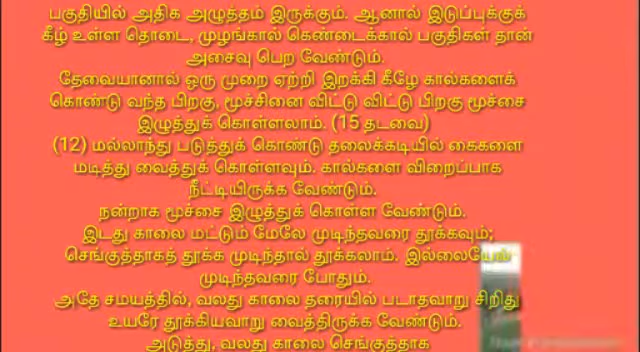 பகுதியில் அதிக அழுத்தம் இருக்கும். ஆனால் இடுப்புக்குக்
கீழ் உள்ள தொடை, முழங்கால் கெண்டைக்கால் பகுதிகள் தான்
அசைவு பெற வேண்டும்.
தேவையானால் ஒரு முறை ஏற்றி இறக்கி கீழே கால்களைக்
கொண்டு வந்த பிறகு, மூச்சினை விட்டு விட்டு பிறகு மூச்சை
இழுத்துக் கொள்ளலாம். (15 தடவை)
(12) மல்லாந்து படுத்துக் கொண்டு தலைக்கடியில் கைகளை
மடித்து வைத்துக் கொள்ளவும். கால்களை விறைப்பாக
நீட்டியிருக்க வேண்டும்.
நன்றாக மூச்சை இழுத்துக் கொள்ள வேண்டும்.
இடது காலை மட்டும் மேலே முடிந்தவரை தூக்கவும்;
செங்குத்தாகத் தூக்க முடிந்தால் தூக்கலாம். இல்லையேல்
முடிந்தவரை போதும்.
அதே சமயத்தில், வலது காலை தரையில் படாதவாறு சிறிது
உயரே தூக்கியவாறு வைத்திருக்க வேண்டும்.
அடுத்து, வலது காலை செங்குத்தாக